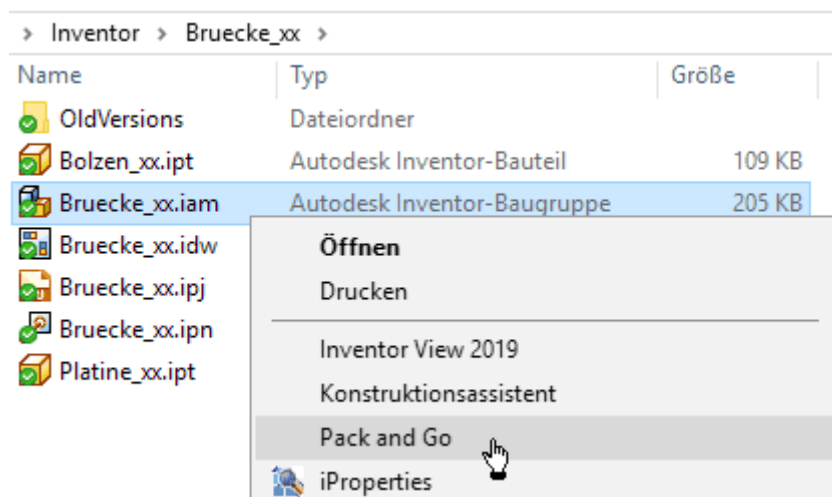 > Inventor > Bruecke_xx >
Name Typ Größe
OldVersions Dateiordner
Bolzen_xx.ipt Autodesk Inventor-Bauteil 109 KB
Bruecke_xx.iam Autodesk Inventor-Baugruppe 205 KB
Bruecke_xx.idw
Öffnen
Bruecke_xx.ipj
Drucken
Bruecke_xx.ipn
Inventor View 2019
Platine_xx.ipt
Konstruktionsassistent
Pack and Go
iProperties